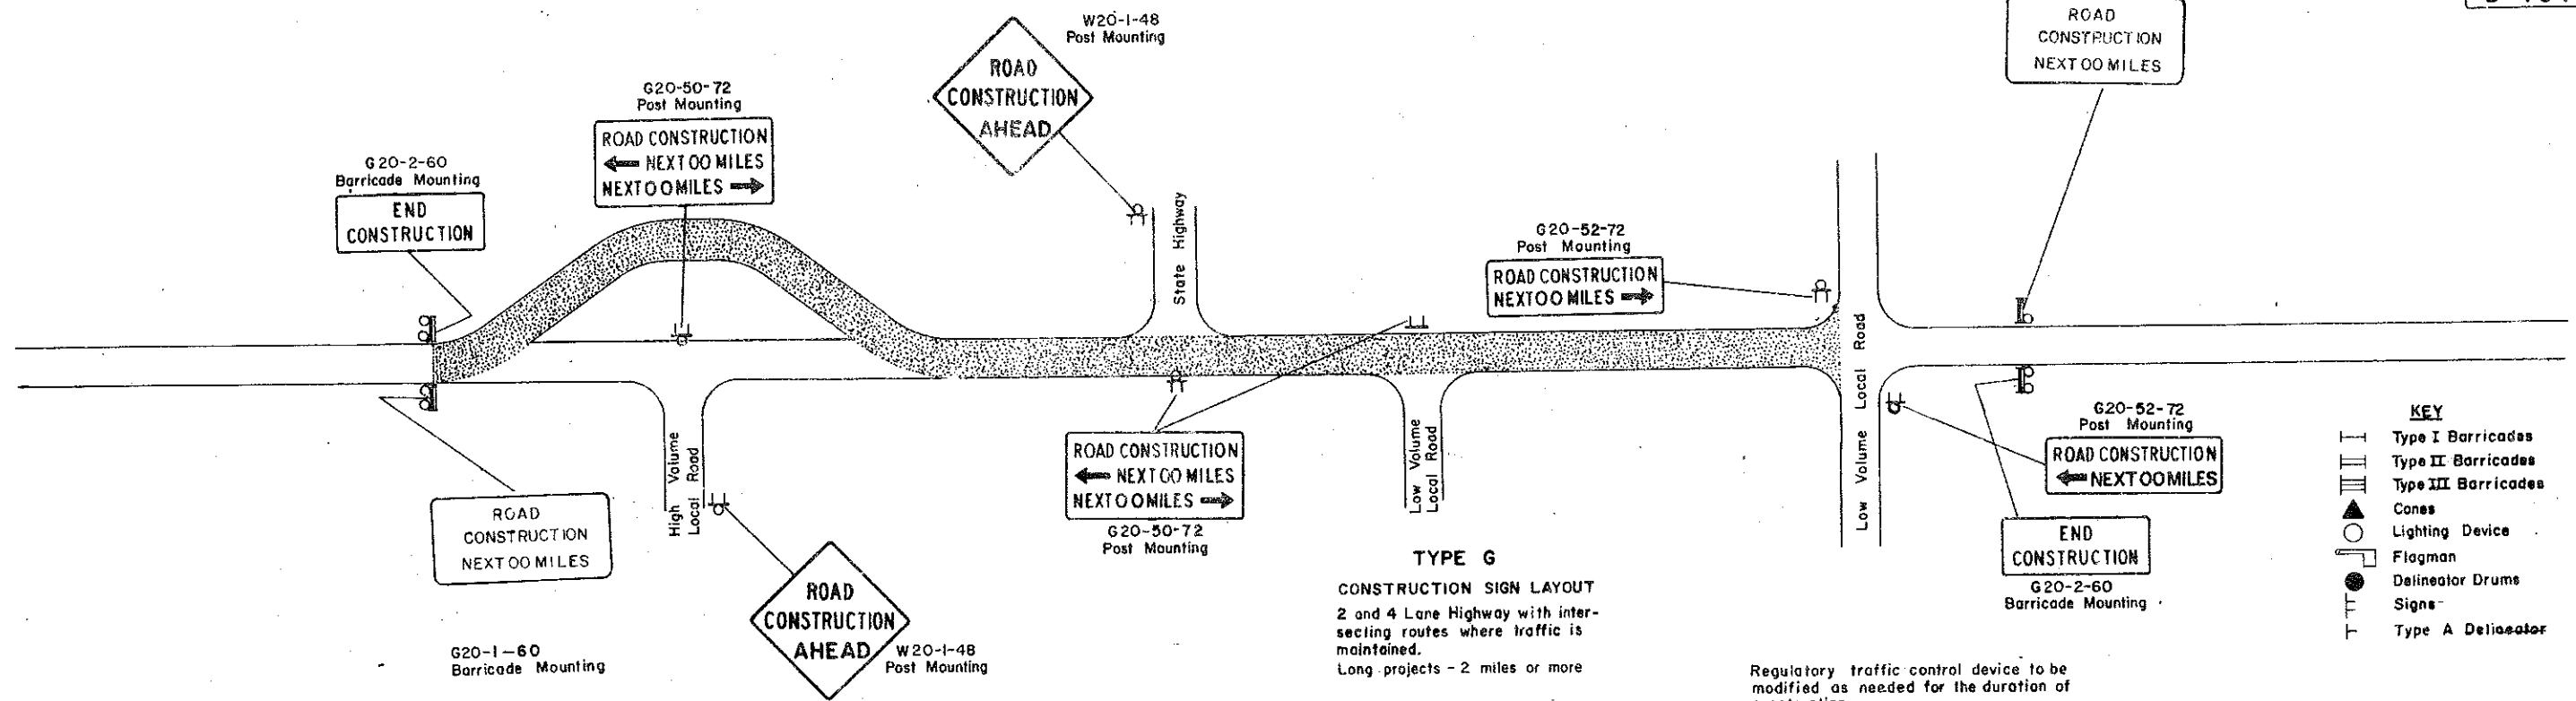 W20-1-48
Post Mounting
ROAD
CONSTRUCTION
AHEAD
ROAD
CONSTRUCTION
NEXT 00 MILES
G20-50-72
Post Mounting
ROAD CONSTRUCTION
NEXT 00 MILES
NEXT 00 MILES
G20-2-60
Barricade Mounting
END
CONSTRUCTION
State Highway
G20-52-72
Post Mounting
ROAD CONSTRUCTION
NEXT 00 MILES
Low Volume Local Road
High Volume
Local Road
ROAD
CONSTRUCTION
NEXT 00 MILES
G20-1-60
Barricade Mounting
ROAD
CONSTRUCTION
AHEAD
W20-1-48
Post Mounting
ROAD CONSTRUCTION
NEXT 00 MILES
NEXT 00 MILES
G20-50-72
Post Mounting
Low Volume
Local Road
TYPE G
CONSTRUCTION SIGN LAYOUT
2 and 4 Lane Highway with inter-
secting routes where traffic is
maintained.
Long projects - 2 miles or more
G20-52-72
Post Mounting
ROAD CONSTRUCTION
NEXT 00 MILES
END
CONSTRUCTION
G20-2-60
Barricade Mounting
Regulatory traffic control device to be
modified as needed for the duration of
KEY
Type I Barricades
Type II Barricades
Type III Barricades
Cones
Lighting Device
Flagman
Delineator Drums
Signs
Type A Delineator